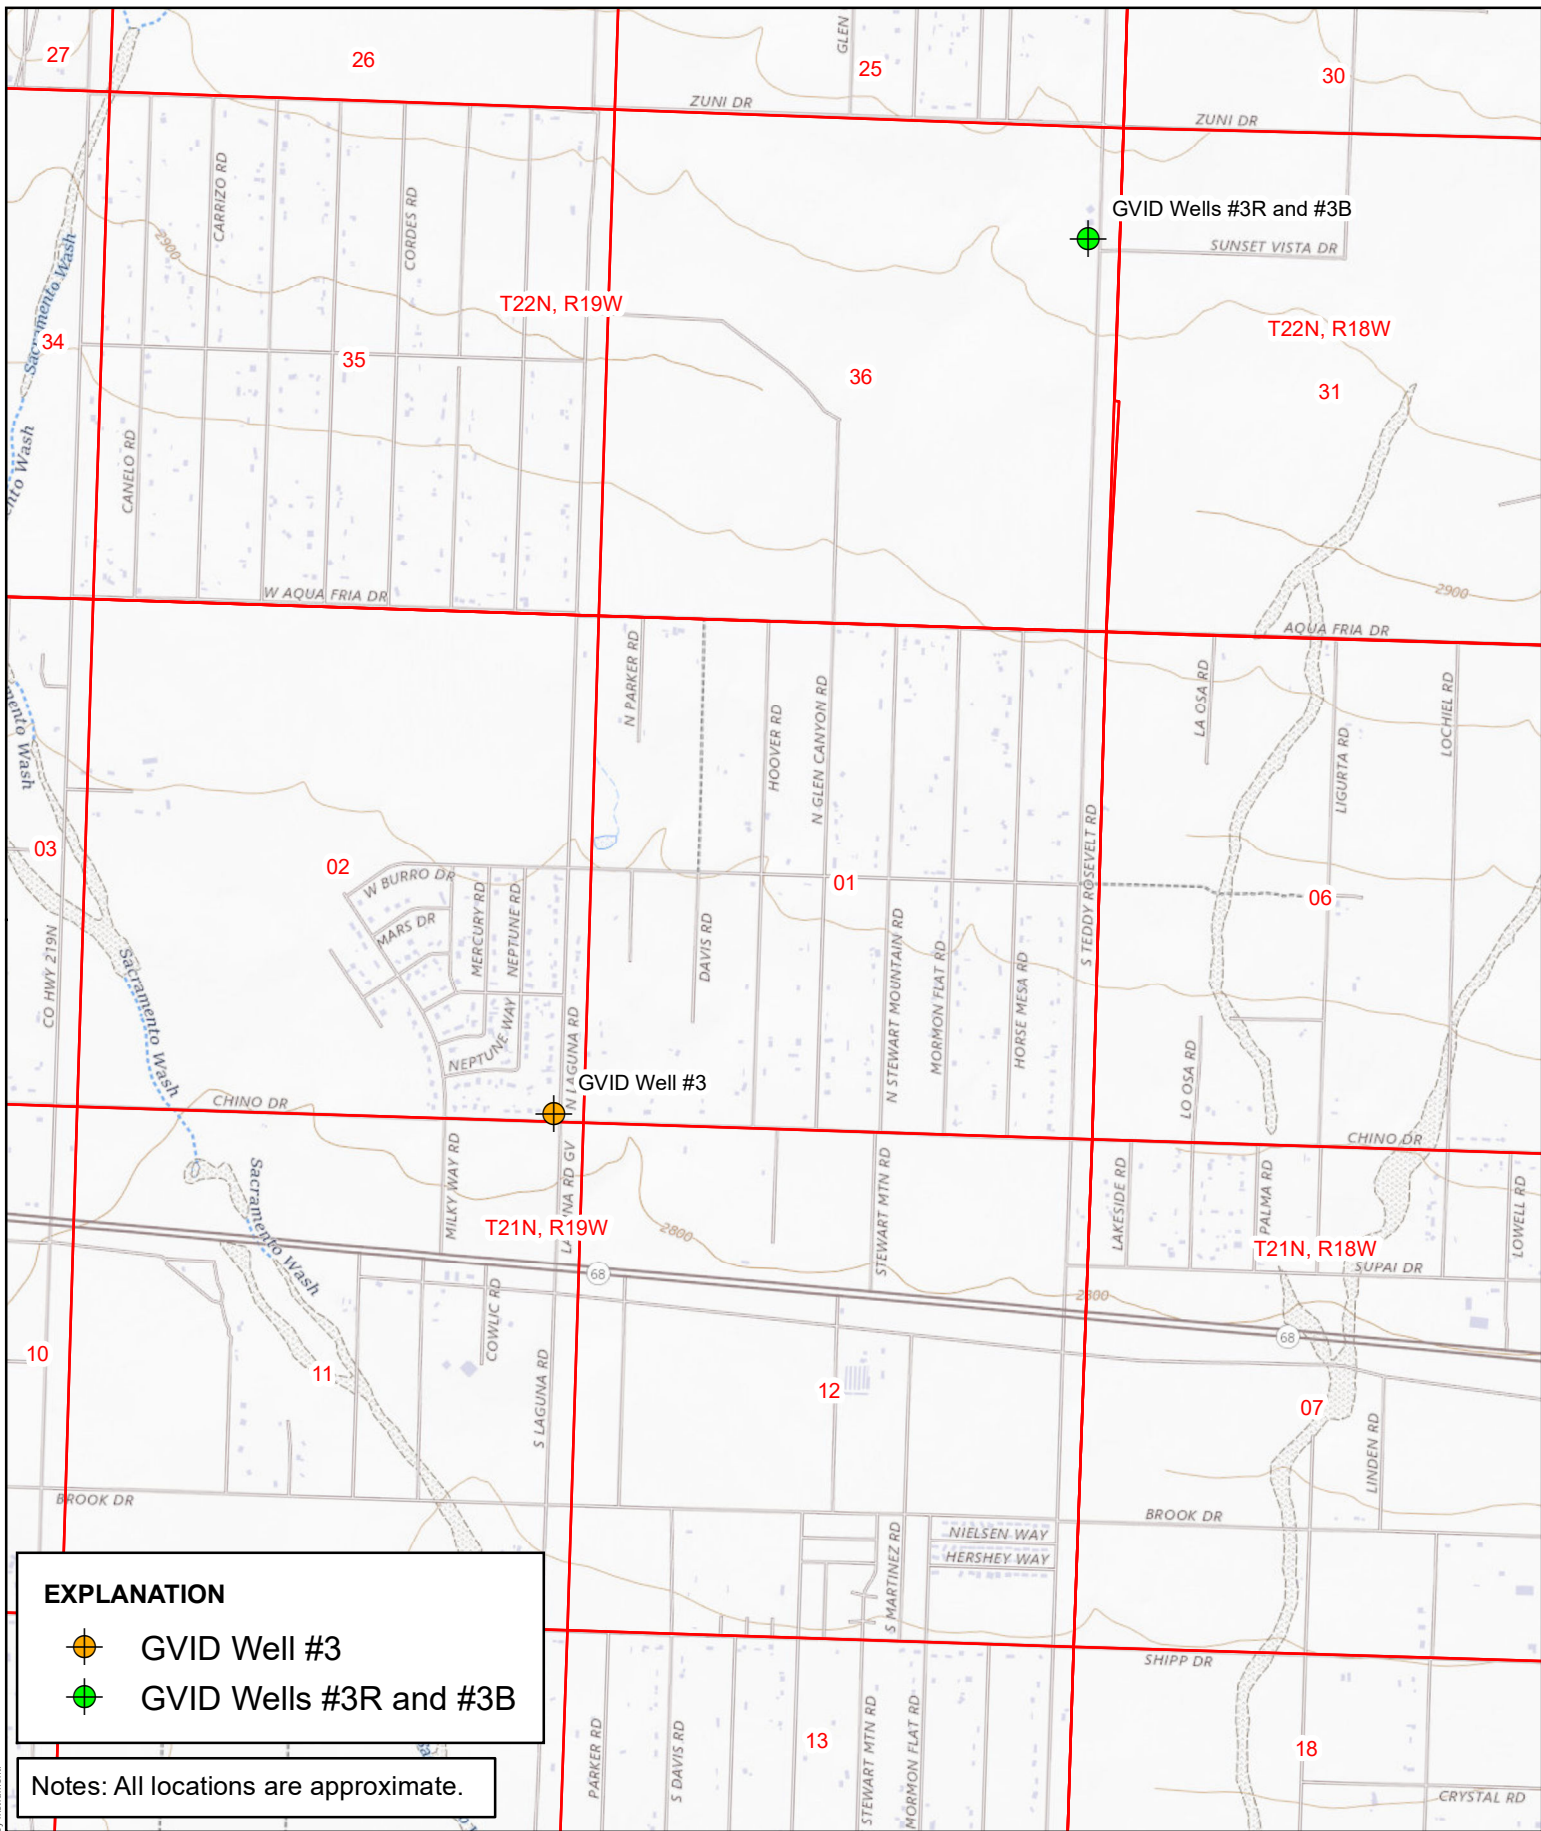 27
26
GLEN
25
30
ZUNI DR
ZUNI DR
CARRIZO RD
CORDES RD
GVID Wells #3R and #3B
SUNSET VISTA DR
2900
Sacramento Wash
T22N, R19W
T22N, R18W
34
35
36
31
CANELO RD
nto Wash
W AQUA FRIA DR
2900
AQUA FRIA DR
N PARKER RD
HOOVER RD
N GLEN CANYON RD
LA OSA RD
LIGURTA RD
LOCHIEL RD
mento Wash
S TEDDY ROSEVELT RD
03
02
W BURRO DR
01
06
MARS DR
MERCURY RD
NEPTUNE RD
DAVIS RD
N STEWART MOUNTAIN RD
MORMON FLAT RD
HORSE MESA RD
CO HWY 219N
Sacramento Wash
NEPTUNE WAY
N LAGUNA RD
LO OSA RD
GVID Well #3
CHINO DR
CHINO DR
MILKY WAY RD
STEWART MTN RD
LAKESIDE RD
PALMA RD
LOWELL RD
Sacramento Wash
T21N, R19W
2800
T21N, R18W
SUPAI DR
68
2800
68
COWLIC RD
S LAGUNA RD
10
11
12
07
LINDEN RD
BROOK DR
BROOK DR
S MARTINEZ RD
NIELSEN WAY
HERSHEY WAY
EXPLANATION
GVID Well #3
GVID Wells #3R and #3B
SHIPP DR
PARKER RD
S DAVIS RD
13
STEWART MTN RD
MORMON FLAT RD
18
Notes: All locations are approximate.
CRYSTAL RD